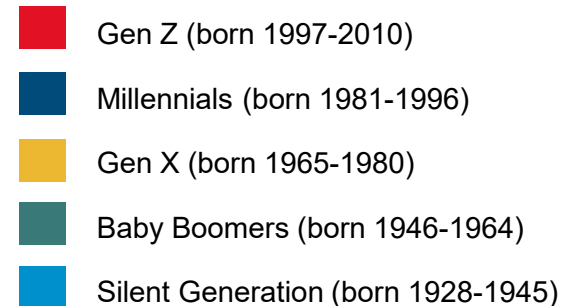 Gen Z (born 1997-2010)
Millennials (born 1981-1996)
Gen X (born 1965-1980)
Baby Boomers (born 1946-1964)
Silent Generation (born 1928-1945)